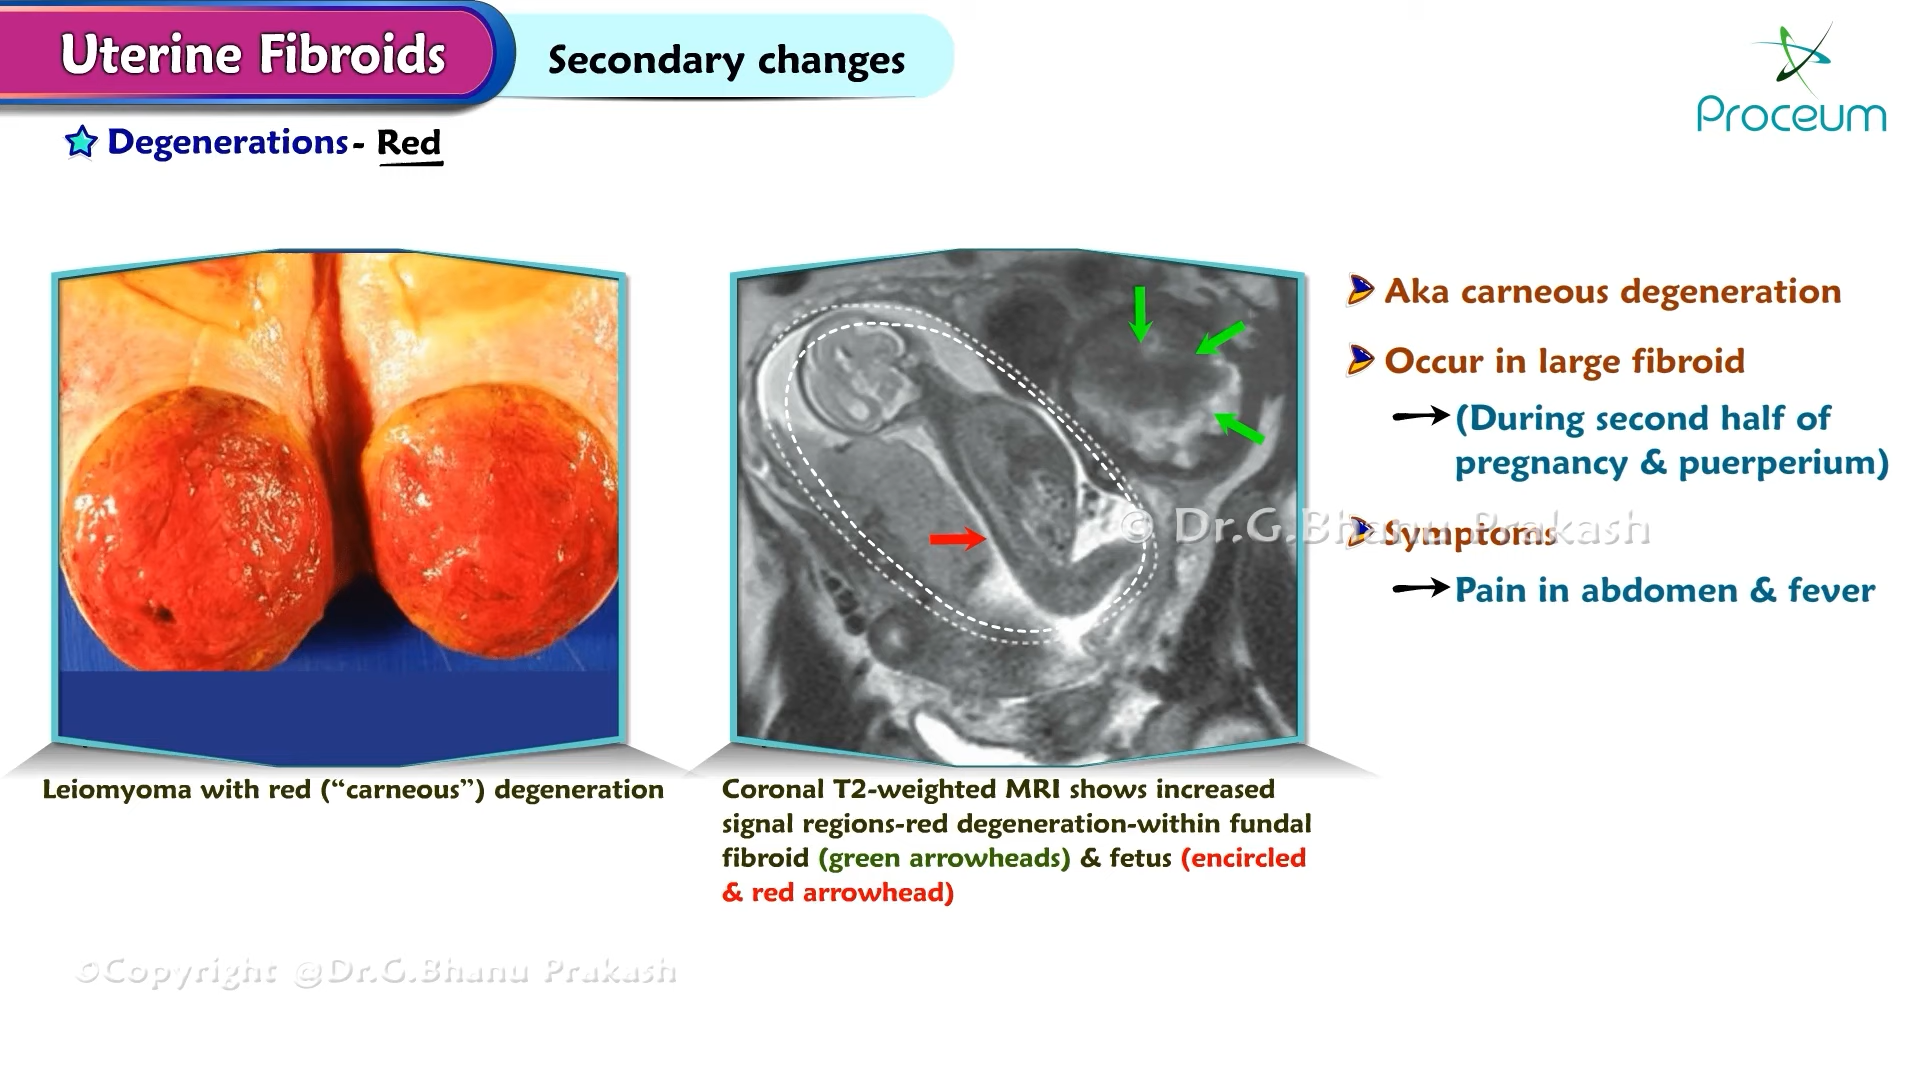 Uterine Fibroids
Secondary changes
Proceum
Degenerations- Red
Aka carneous degeneration
Occur in large fibroid
(During second half of
pregnancy & puerperium)
© Dr.G.Bhanu Prakash
Symptoms
Pain in abdomen & fever
Leiomyoma with red (“carneous”) degeneration
Coronal T2-weighted MRI shows increased
signal regions-red degeneration-within fundal
fibroid (green arrowheads) & fetus (encircled
& red arrowhead)
©Copyright @Dr.G.Bhanu Prakash